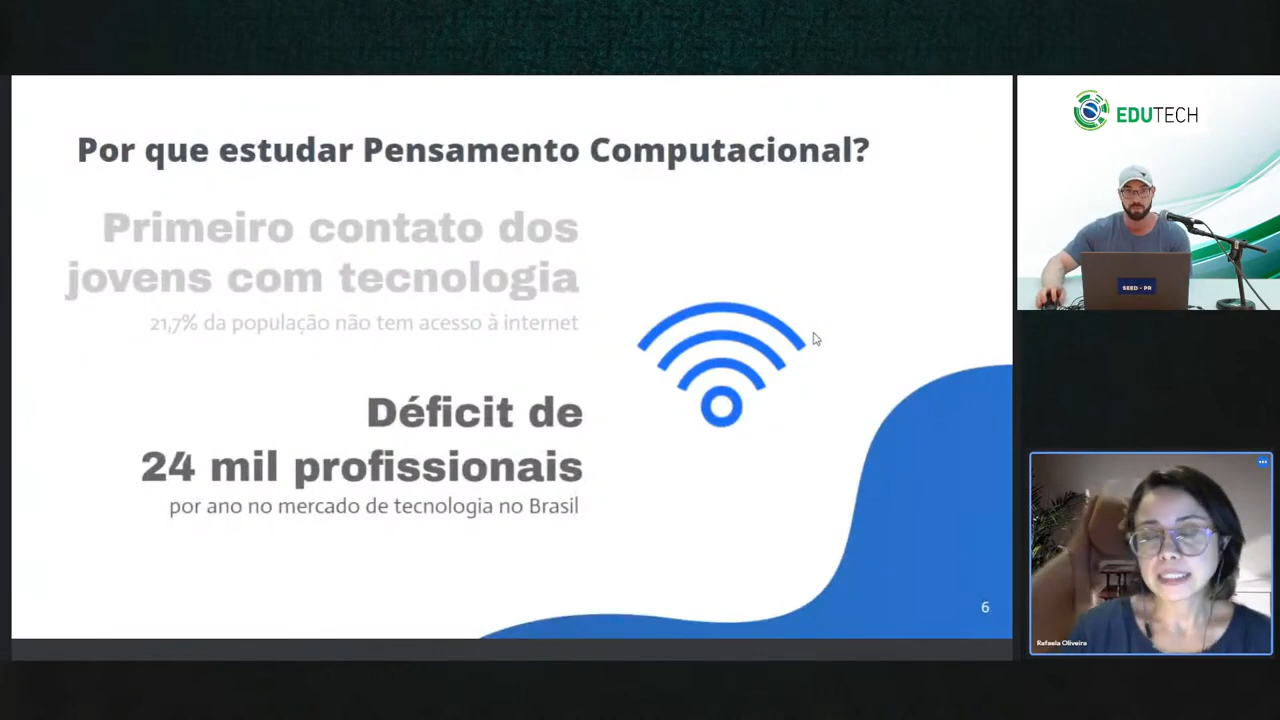 Por que estudar Pensamento Computacional?
Primeiro contato dos
jovens com tecnologia
21,7% da população não tem acesso à internet
Déficit de
24 mil profissionais
por ano no mercado de tecnologia no Brasil
6
EDUTECH
SEED - PR
Rafaela Oliveira